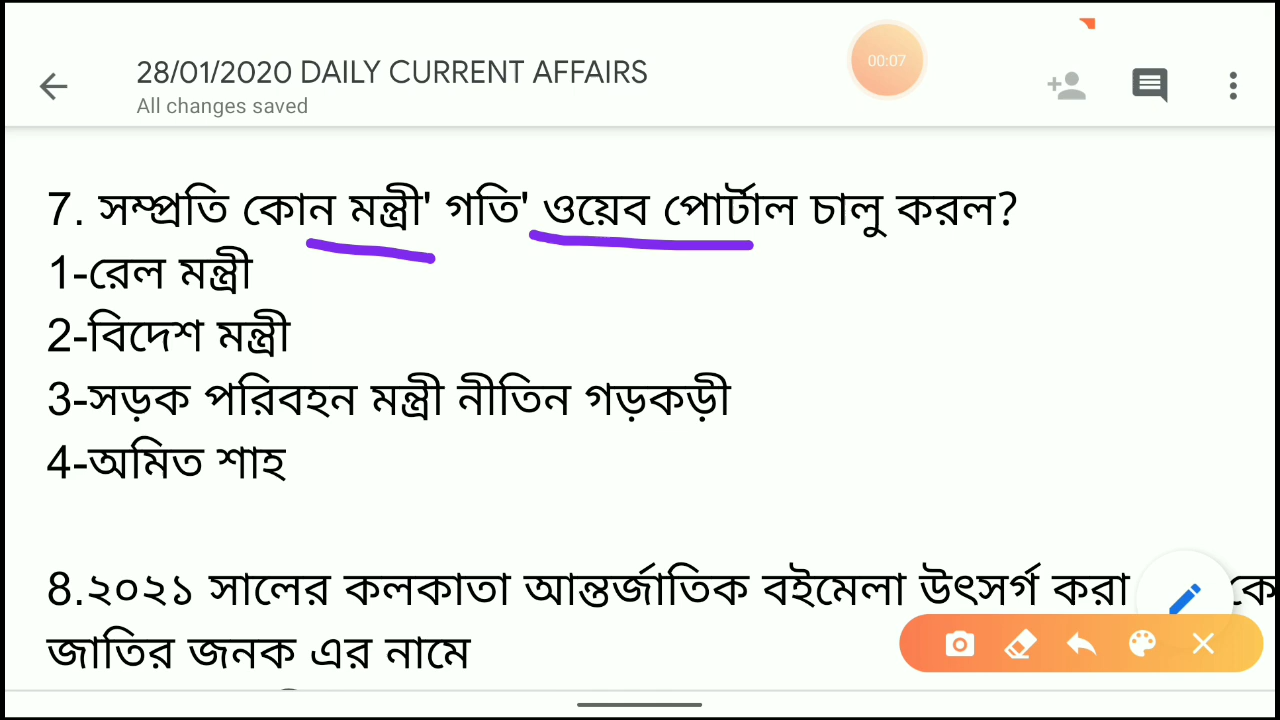 28/01/2020 DAILY CURRENT AFFAIRS
All changes saved
00:07
7. সম্প্রতি কোন মন্ত্রী' গতি' ওয়েব পোর্টাল চালু করল?
1-রেল মন্ত্রী
2-বিদেশ মন্ত্রী
3-সড়ক পরিবহন মন্ত্রী নীতিন গড়কড়ী
4-অমিত শাহ
8.২০২১ সালের কলকাতা আন্তর্জাতিক বইমেলা উৎসর্গ করা
জাতির জনক এর নামে